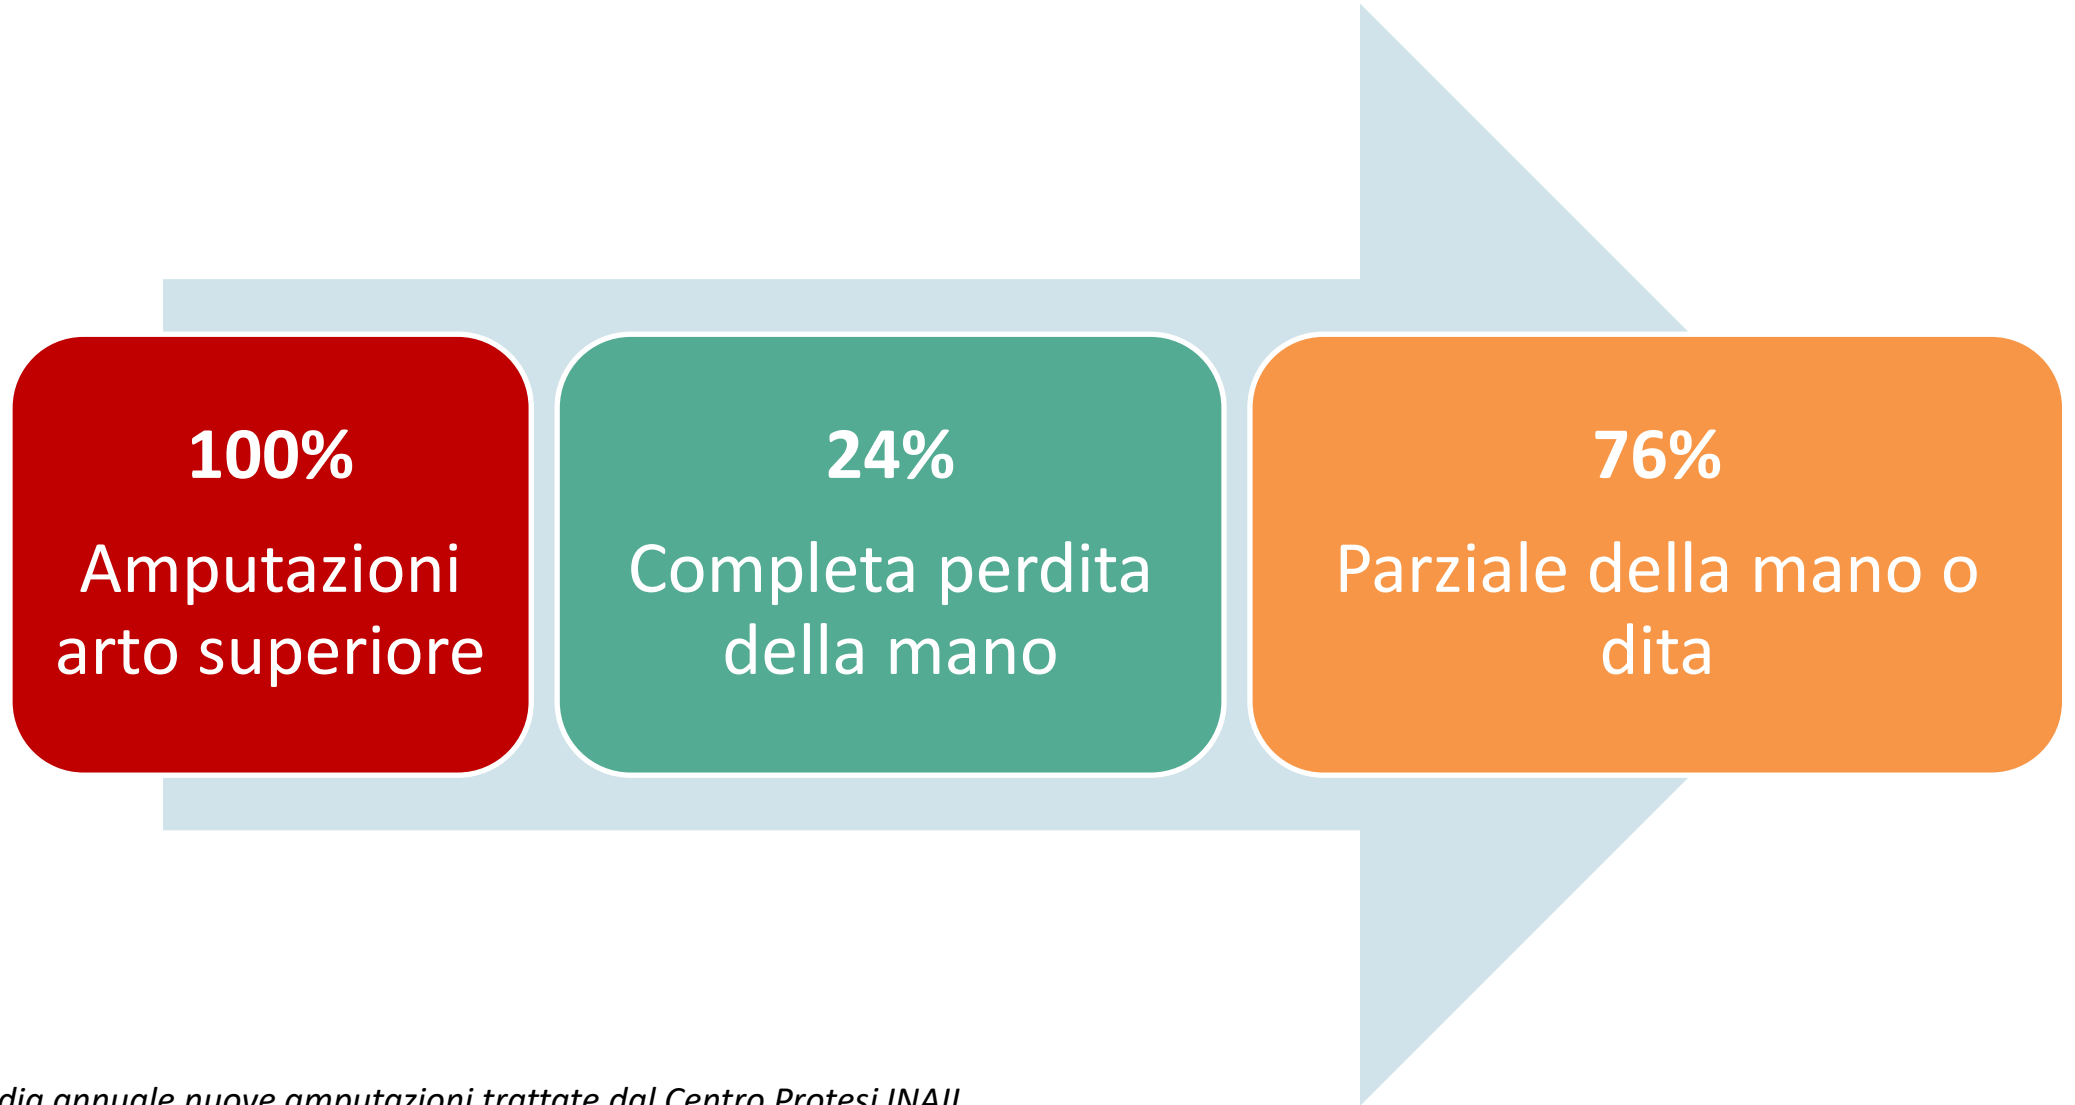 100%
Amputazioni
arto superiore
24%
Completa perdita
della mano
76%
Parziale della mano o
dita
annuale nuove amputazioni trattate dal Centro Protesi INAIL